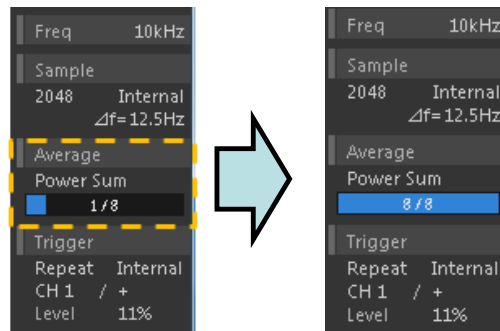 Freq 10kHz
Sample
2048 Internal
⊿f=12.5Hz
Average
Power Sum
1/8
Trigger
Repeat Internal
CH 1 / +
Level 11%
Freq 10kHz
Sample
2048 Internal
⊿f=12.5Hz
Average
Power Sum
8/8
Trigger
Repeat Internal
CH 1 / +
Level 11%